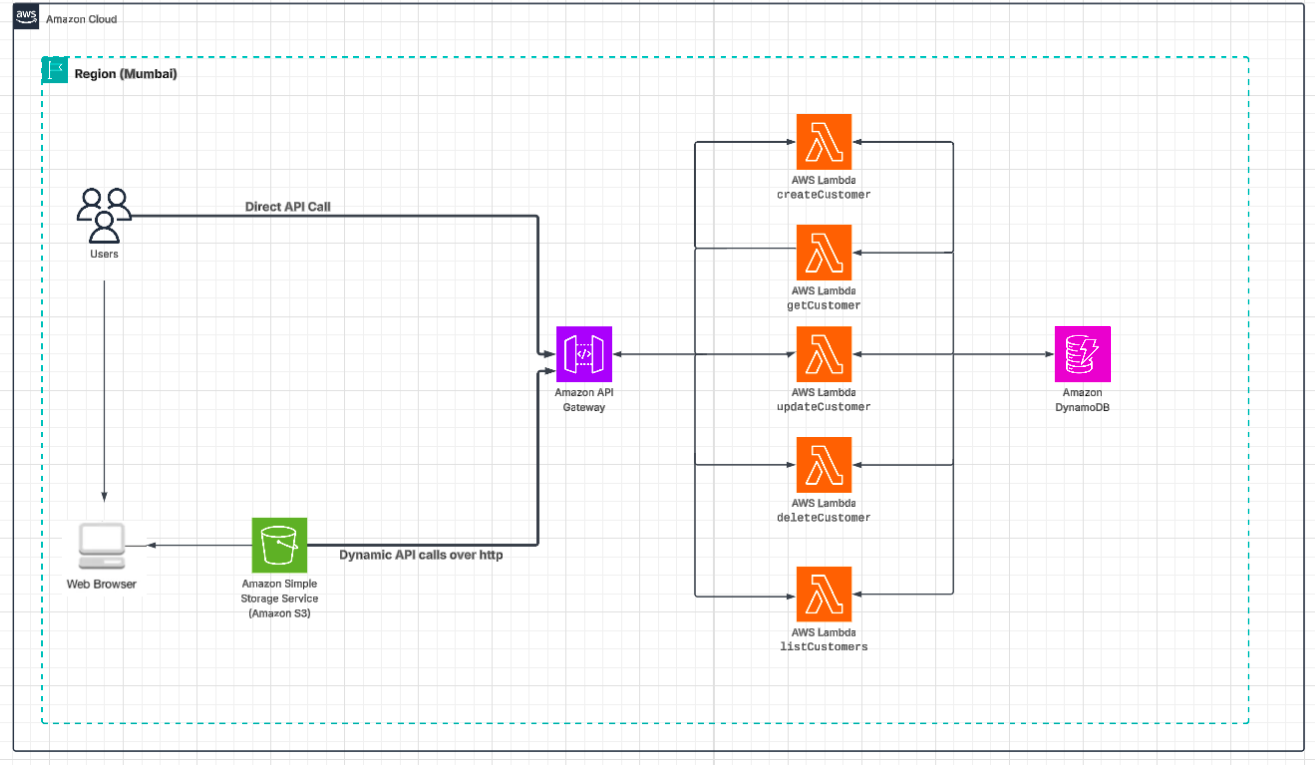 aws
Amazon Cloud
Region (Mumbai)
Users
Direct API Call
Web Browser
Amazon Simple
Storage Service
(Amazon S3)
Dynamic API calls over http
Amazon API
Gateway
AWS Lambda
createCustomer
AWS Lambda
getCustomer
AWS Lambda
updateCustomer
AWS Lambda
deleteCustomer
AWS Lambda
listCustomers
Amazon
DynamoDB